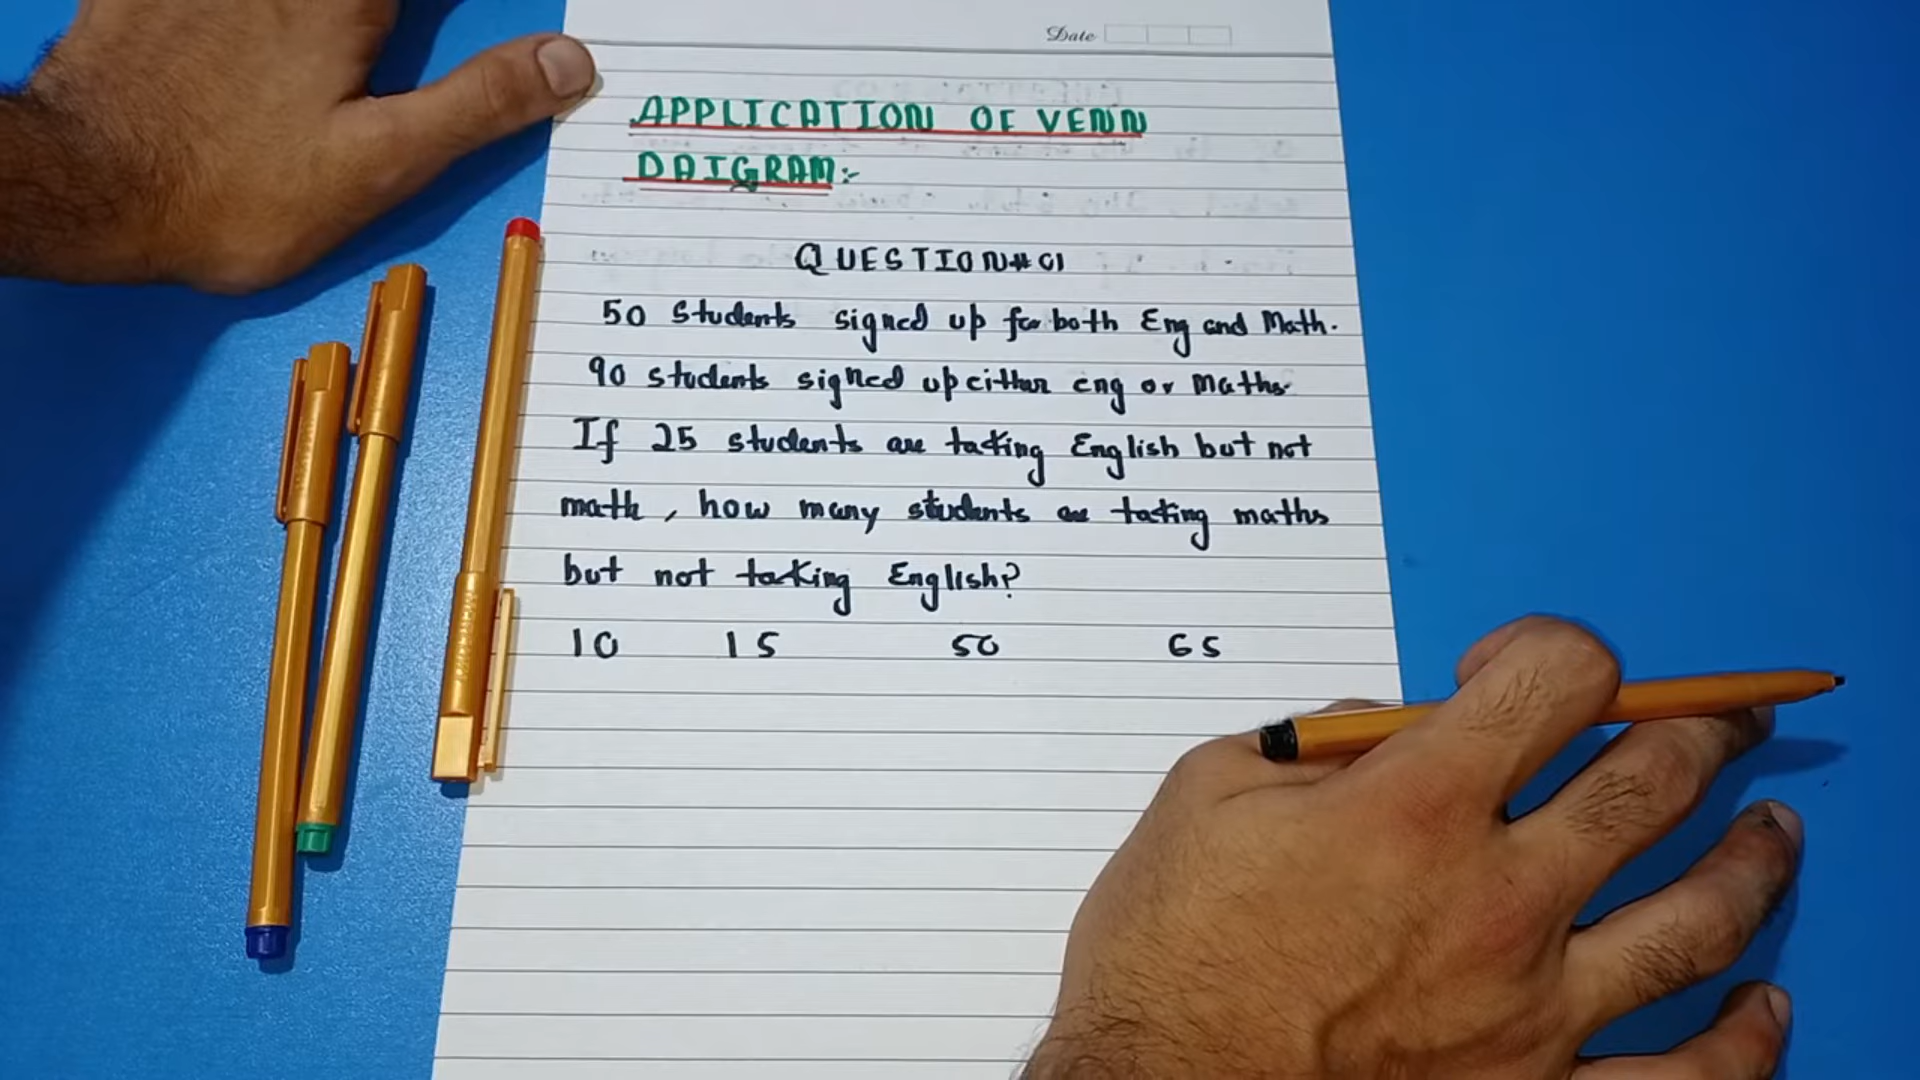 Date
APPLICATION OF VENN
DAIGRAM:-
QUESTION#01
50 Students signed up for both Eng and Math.
90 students signed up either eng or Maths.
If 25 students are taking English but not
math, how many students are taking maths
but not taking English?
10 15 50 65